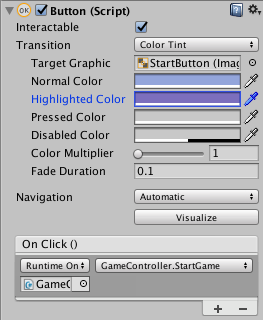 OK Button (Script)
Interactable
Transition Color Tint
Target Graphic StartButton (Imag
Normal Color
Highlighted Color
Pressed Color
Disabled Color
Color Multiplier 1
Fade Duration 0.1
Navigation Automatic
Visualize
On Click ()
Runtime On GameController.StartGame
GameC
+ −